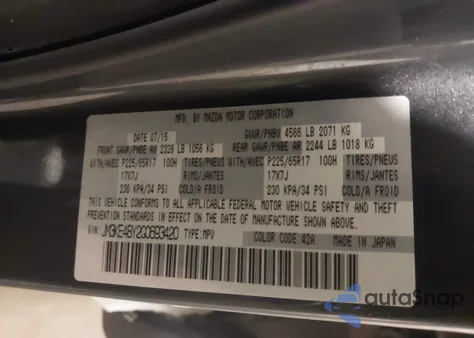 MFD. BY MAZDA MOTOR CORPORATION
DATE 07/15 GVWR/PNBV 4566 LB 2071 KG
FRONT GAWR/PNBE AV 2328 LB 1056 KG REAR GAWR/PNBE AR 2244 LB 1018 KG
WITH/AVEC P225/65R17 100H TIRES/PNEUS WITH/AVEC P225/65R17 100H TIRES/PNEUS
17X7J RIMS/JANTES 17X7J RIMS/JANTES
230 KPA/34 PSI COLD/A FROID 230 KPA/34 PSI COLD/A FROID
THIS VEHICLE CONFORMS TO ALL APPLICABLE FEDERAL MOTOR VEHICLE SAFETY AND THEFT PREVENTION
STANDARDS IN EFFECT ON THE DATE OF MANUFACTURE SHOWN ABOVE.
VIN: JM3KE4BY2G0693420 TYPE:MPV COLOR CODE: 42A MADE IN JAPAN
autoSnap